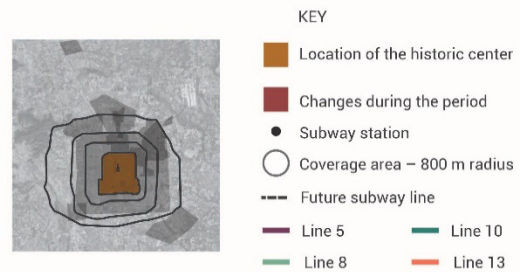 KEY
Location of the historic center
Changes during the period
Subway station
Coverage area – 800 m radius
Future subway line
Line 5 Line 10
Line 8 Line 13